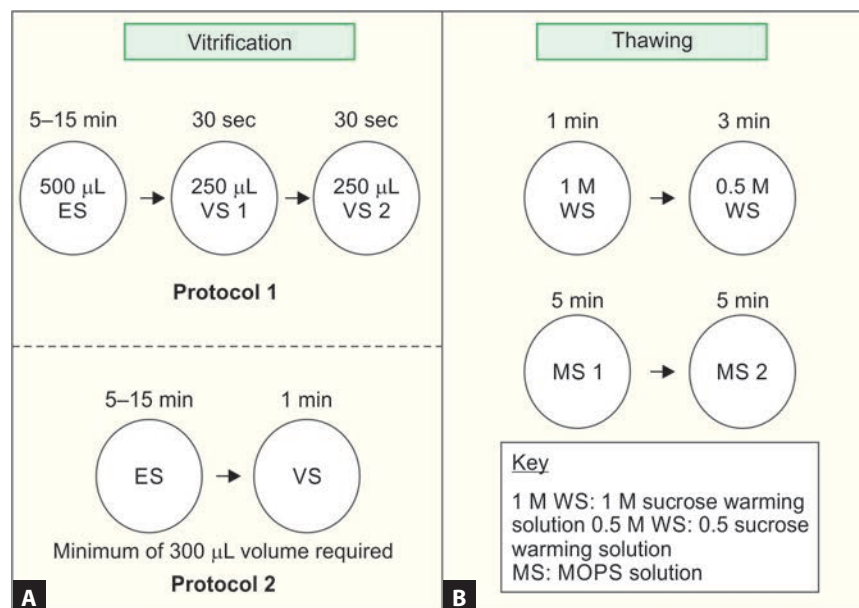 Vitrification
5–15 min
30 sec
30 sec
500 μL
ES
250 μL
VS 1
250 μL
VS 2
Protocol 1
5–15 min
1 min
ES
VS
Minimum of 300 μL volume required
Protocol 2
A
Thawing
1 min
3 min
1 M
WS
0.5 M
WS
5 min
5 min
MS 1
MS 2
Key
1 M WS: 1 M sucrose warming
solution 0.5 M WS: 0.5 sucrose
warming solution
MS: MOPS solution
B